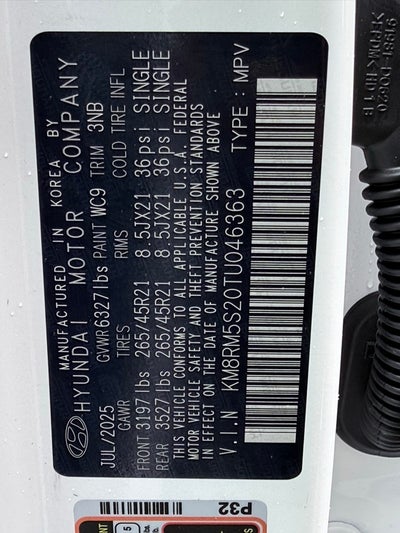 MANUFACTURED IN KOREA BY
HYUNDAI MOTOR COMPANY
JUL/2025 GVWR 6327lbs PAINT WC9 TRIM 3NB
GAWR TIRES RIMS COLD TIRE INFL
FRONT 3197lbs 265/45R21 8.5JX21 36psi SINGLE
REAR 3527lbs 265/45R21 8.5JX21 36psi SINGLE
THIS VEHICLE CONFORMS TO ALL APPLICABLE U.S.A. FEDERAL
MOTOR VEHICLE SAFETY AND THEFT PREVENTION STANDARDS
IN EFFECT ON THE DATE OF MANUFACTURE SHOWN ABOVE
V.I.N KM8RM5S20TU046363 TYPE : MPV
P32